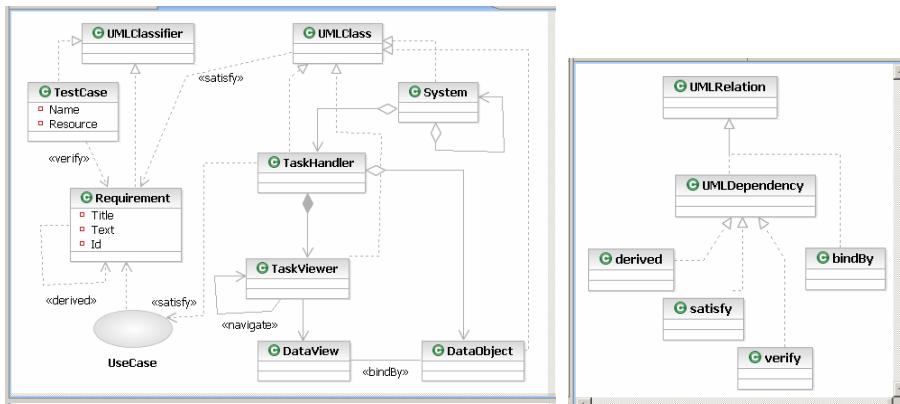 UMLClassifier
UMLClass
«satisfy»
TestCase
Name
Resource
System
«verify»
TaskHandler
Requirement
Title
Text
Id
TaskViewer
«derived»
«satisfy»
«navigate»
UseCase
DataView
«bindBy»
DataObject
UMLRelation
UMLDependency
derived
bindBy
satisfy
verify